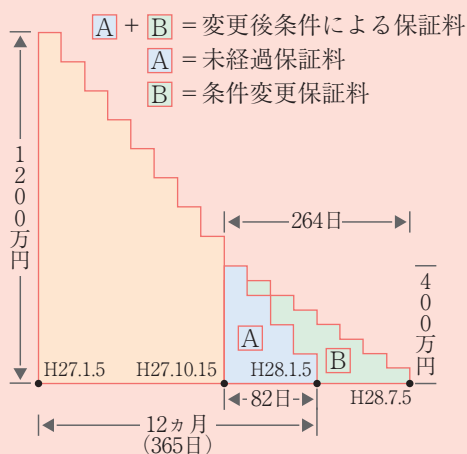 A + B = 変更後条件による保証料
A = 未経過保証料
B = 条件変更保証料
1200万円
264日
400万円
A
B
H27.1.5
H27.10.15
H28.1.5
82日
H28.7.5
12ヵ月
(365日)